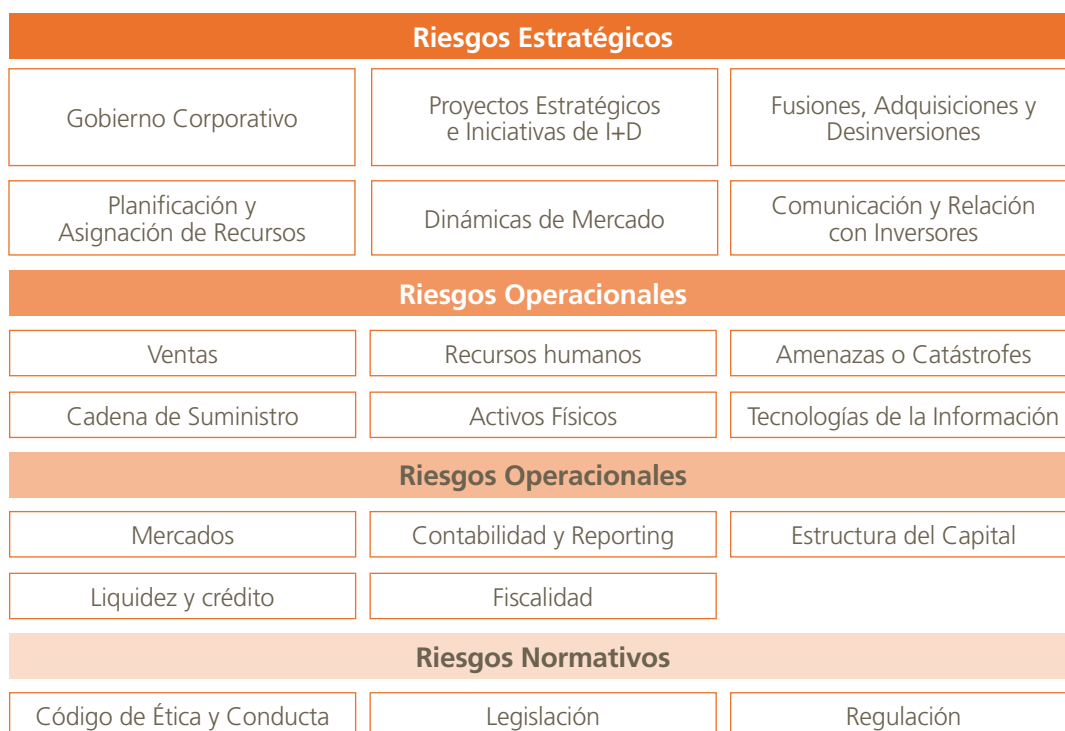 Riesgos Estratégicos
Gobierno Corporativo
Proyectos Estratégicos
e Iniciativas de I+D
Fusiones, Adquisiciones y
Desinversiones
Planificación y
Asignación de Recursos
Dinámicas de Mercado
Comunicación y Relación
con Inversores
Riesgos Operacionales
Ventas
Recursos humanos
Amenazas o Catástrofes
Cadena de Suministro
Activos Físicos
Tecnologías de la Información
Riesgos Operacionales
Mercados
Contabilidad y Reporting
Estructura del Capital
Liquidez y crédito
Fiscalidad
Riesgos Normativos
Código de Ética y Conducta
Legislación
Regulación